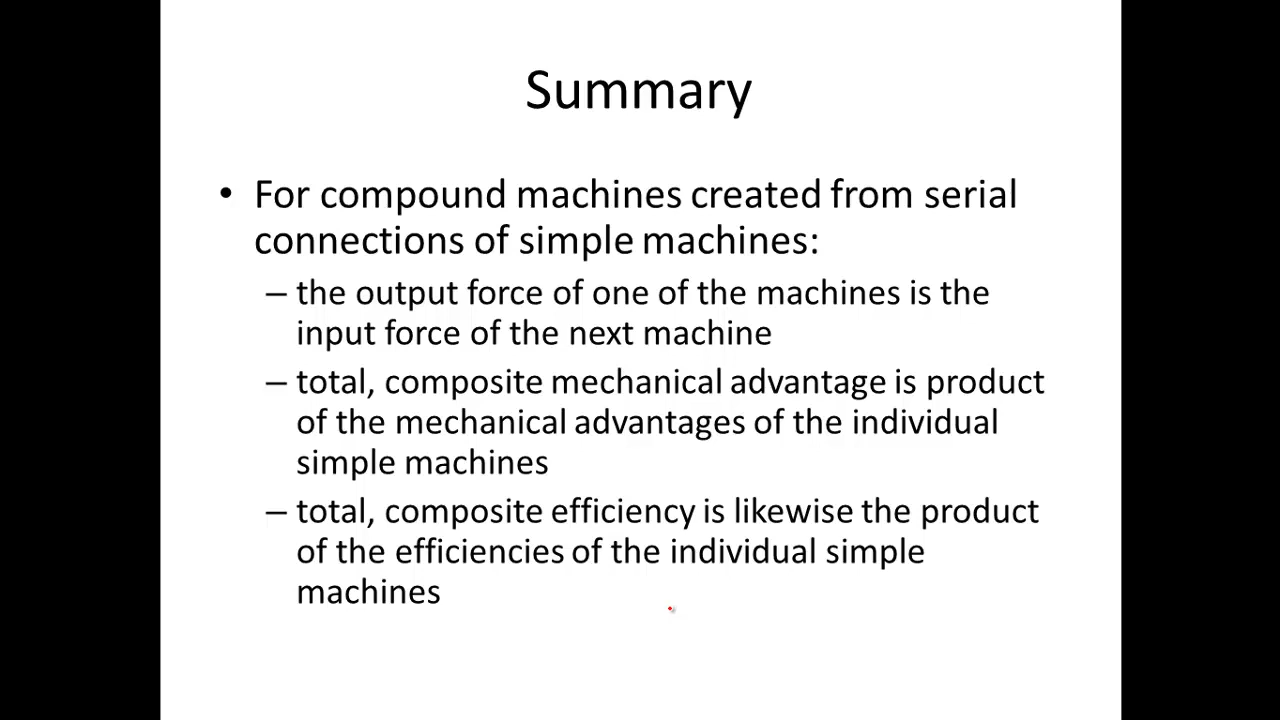 Summary
• For compound machines created from serial
connections of simple machines:
– the output force of one of the machines is the
input force of the next machine
– total, composite mechanical advantage is product
of the mechanical advantages of the individual
simple machines
– total, composite efficiency is likewise the product
of the efficiencies of the individual simple
machines